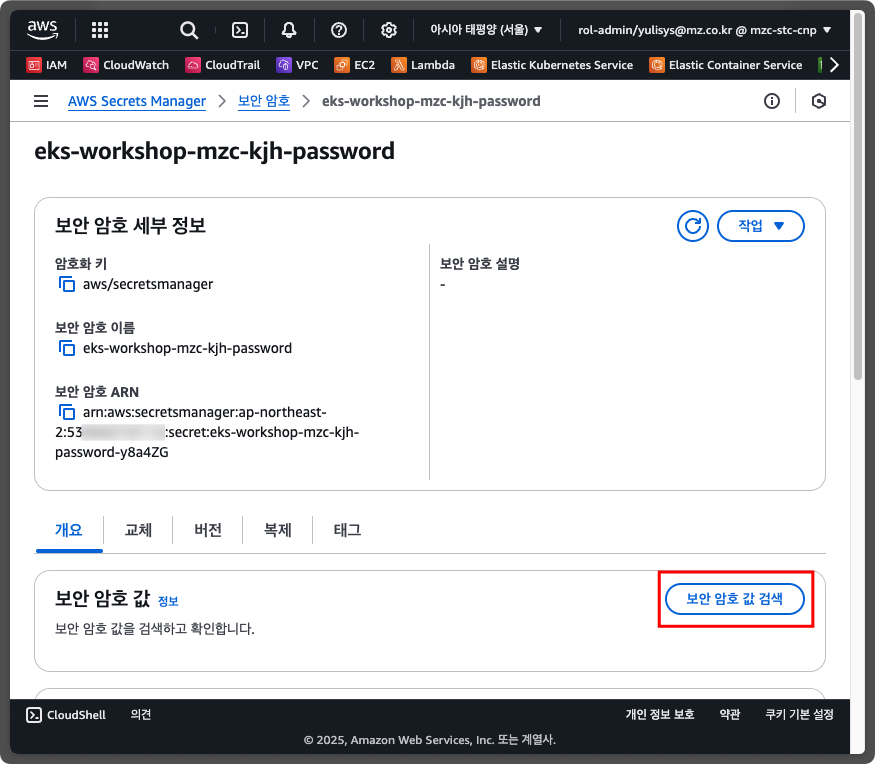 aws
아시아 태평양 (서울) ▼
rol-admin/yulisys@mz.co.kr @ mzc-stc-cnp ▼
IAM CloudWatch CloudTrail VPC EC2 Lambda Elastic Kubernetes Service Elastic Container Service
AWS Secrets Manager > 보안 암호 > eks-workshop-mzc-kjh-password
eks-workshop-mzc-kjh-password
보안 암호 세부 정보
작업 ▼
암호화 키
aws/secretsmanager
보안 암호 이름
eks-workshop-mzc-kjh-password
보안 암호 ARN
arn:aws:secretsmanager:ap-northeast-
2:53 :secret:eks-workshop-mzc-kjh-
password-y8a4ZG
보안 암호 설명
-
개요 교체 버전 복제 태그
보안 암호 값 정보
보안 암호 값 검색
보안 암호 값을 검색하고 확인합니다.
CloudShell 의견 개인 정보 보호 약관 쿠키 기본 설정
© 2025, Amazon Web Services, Inc. 또는 계열사.